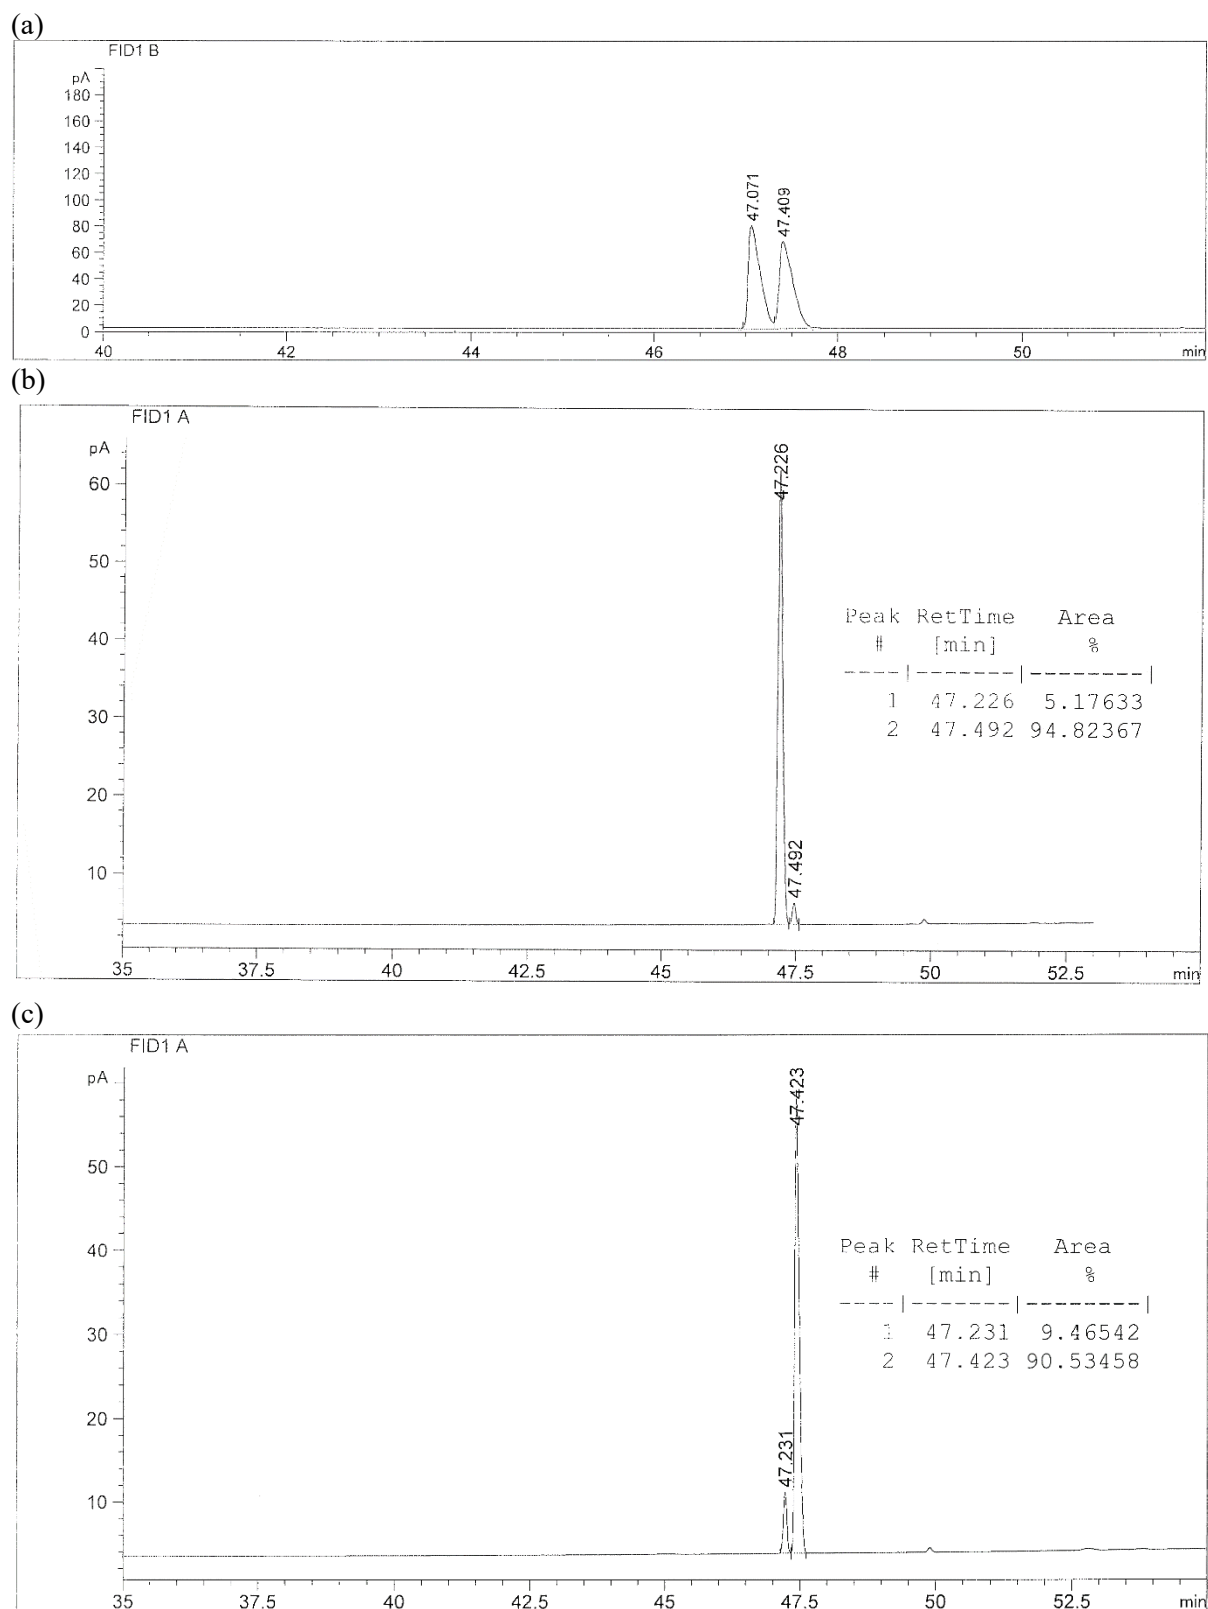 (a)
FID1 B
pA
180
160
140
120
100
80
60
40
20
0
47.071
47.409
40 42 44 46 48 50 min
(b)
FID1 A
pA
60
50
40
30
20
10
47.226
47.492
Peak RetTime Area
# [min] %
----|-------|--------|
1 47.226 5.17633
2 47.492 94.82367
35 37.5 40 42.5 45 47.5 50 52.5 min
(c)
FID1 A
pA
50
40
30
20
10
47.231
47.423
Peak RetTime Area
# [min] %
----|-------|--------|
1 47.231 9.46542
2 47.423 90.53458
35 37.5 40 42.5 45 47.5 50 52.5 min